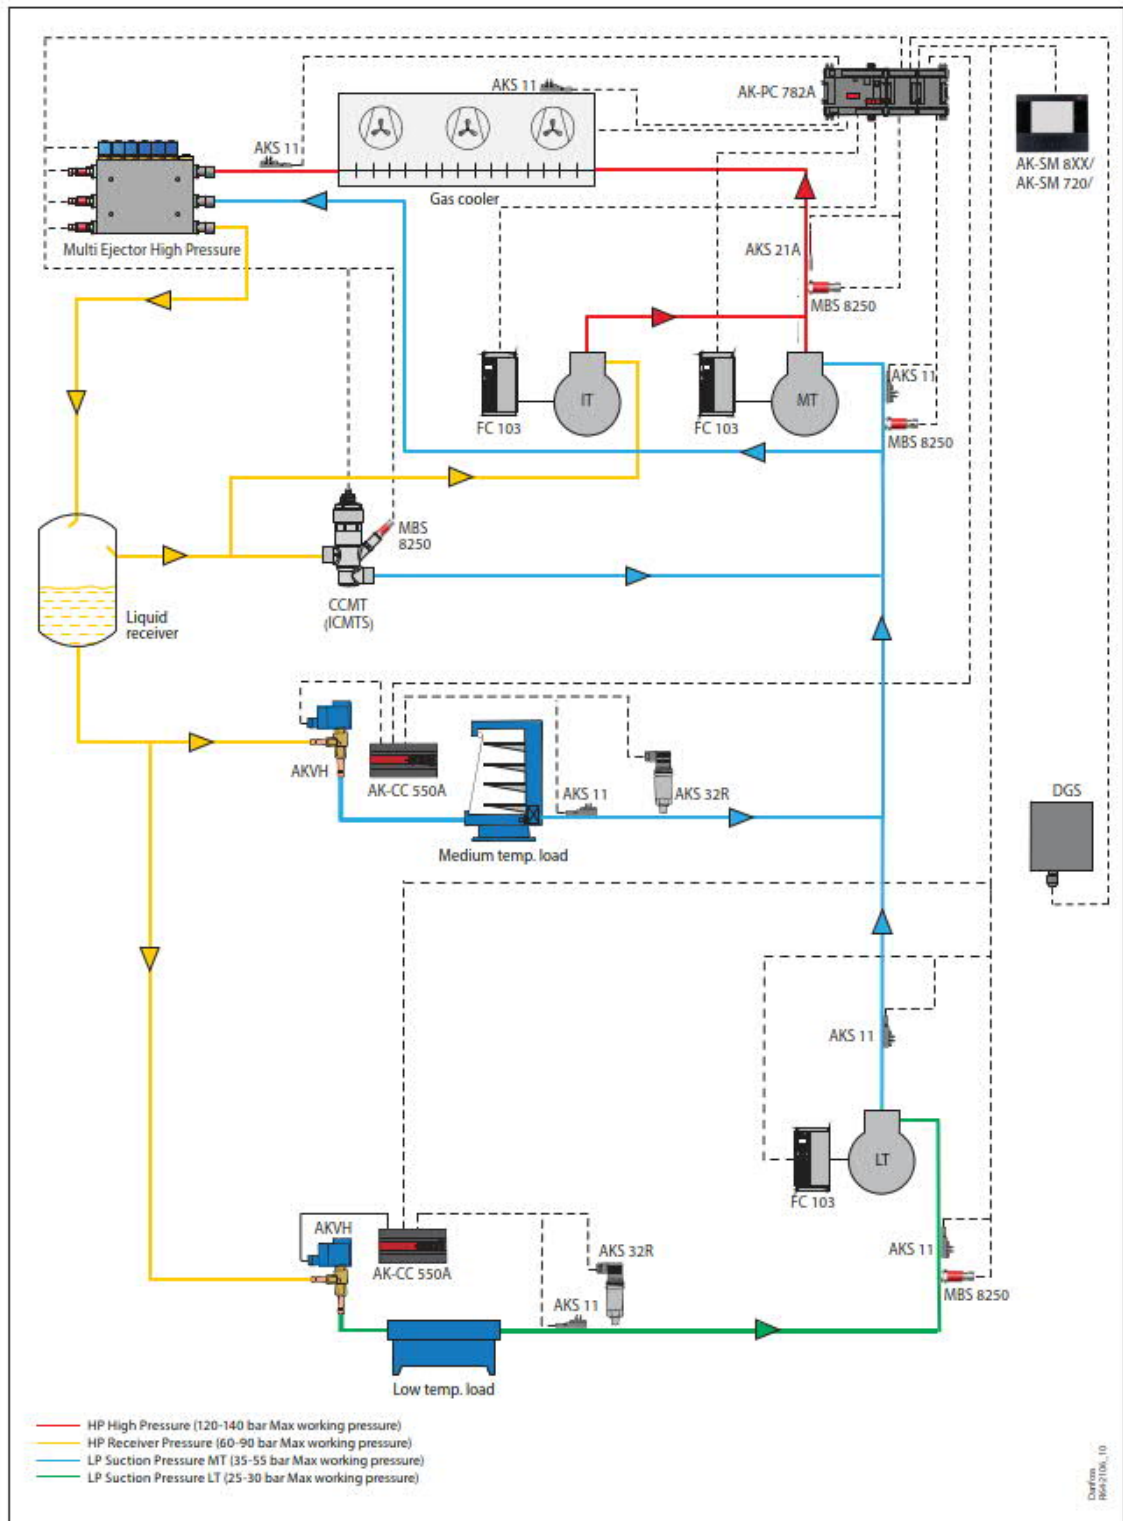 AKS 11
AK-PC 782A
AKS 11
AK-SM 8XX/
AK-SM 720/
Gas cooler
Multi Ejector High Pressure
AKS 21A
MBS 8250
AKS 11
IT
MT
FC 103
FC 103
MBS 8250
MBS
8250
CCMT
(ICMTS)
Liquid
receiver
AKVH
AK-CC 550A
AKS 11
AKS 32R
DGS
Medium temp. load
AKS 11
LT
FC 103
AKVH
AKS 32R
AKS 11
AK-CC 550A
MBS 8250
AKS 11
Low temp. load
HP High Pressure (120-140 bar Max working pressure)
HP Receiver Pressure (60-90 bar Max working pressure)
LP Suction Pressure MT (35-55 bar Max working pressure)
LP Suction Pressure LT (25-30 bar Max working pressure)
Danfoss
R64-2106_10